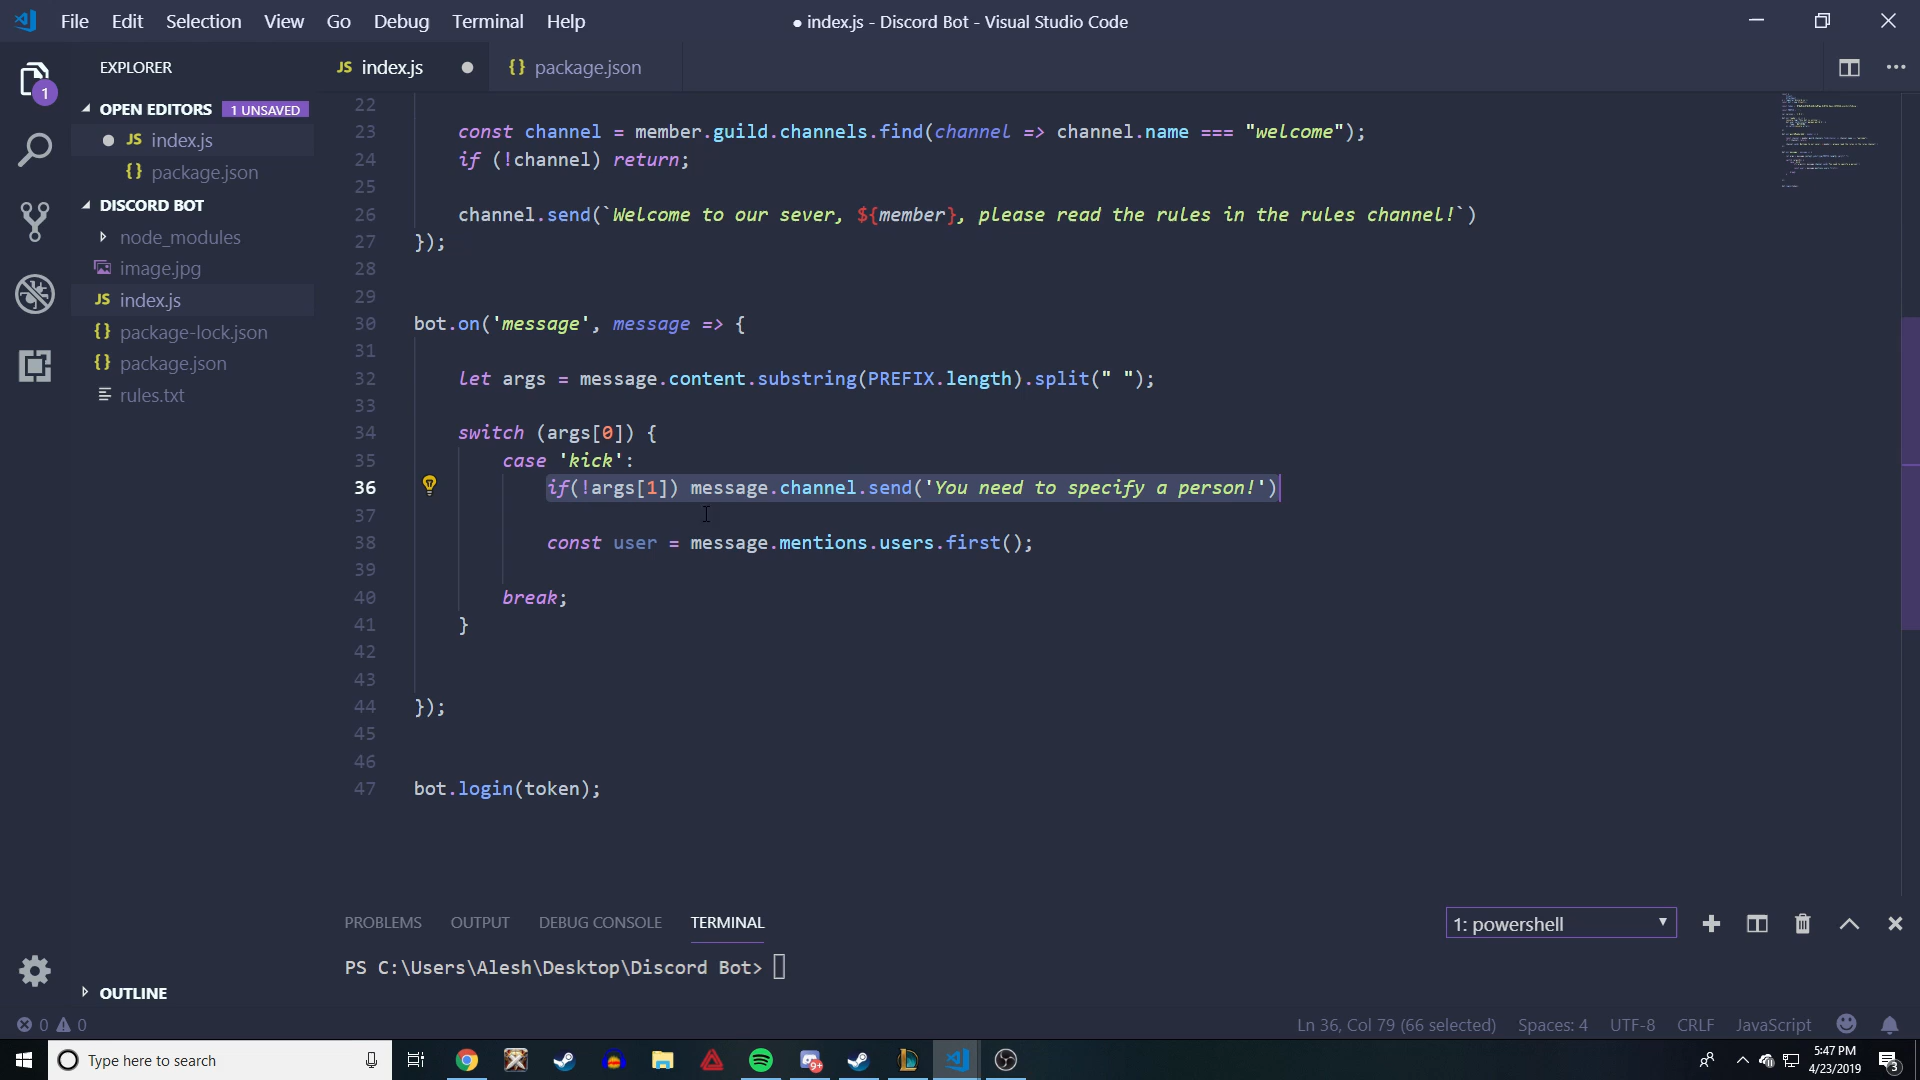 File Edit Selection View Go Debug Terminal Help
● index.js - Discord Bot - Visual Studio Code
EXPLORER
OPEN EDITORS 1 UNSAVED
JS index.js
{} package.json
DISCORD BOT
node_modules
image.jpg
JS index.js
{} package-lock.json
{} package.json
rules.txt
OUTLINE
1
JS index.js
{} package.json
22
23 const channel = member.guild.channels.find(channel => channel.name === "welcome");
24 if (!channel) return;
25
26 channel.send(`Welcome to our sever, ${member}, please read the rules in the rules channel!`)
27 });
28
29
30 bot.on('message', message => {
31
32 let args = message.content.substring(PREFIX.length).split(" ");
33
34 switch (args[0]) {
35 case 'kick':
36 if(!args[1]) message.channel.send('You need to specify a person!')
37
38 const user = message.mentions.users.first();
39
40 break;
41 }
42
43
44 });
45
46
47 bot.login(token);
PROBLEMS OUTPUT DEBUG CONSOLE TERMINAL
1: powershell
PS C:\Users\Alesh\Desktop\Discord Bot>
0 0
Ln 36, Col 79 (66 selected) Spaces: 4 UTF-8 CRLF JavaScript
Type here to search
9+
5:47 PM
4/23/2019
3